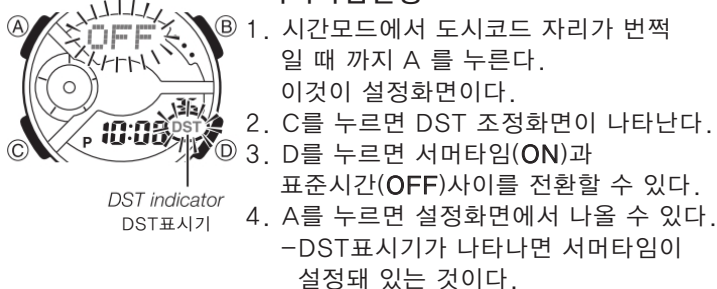 A
B
C
D
OFF
36
P 10:00 DST
DST indicator
DST표시기
1. 시간모드에서 도시코드 자리가 번쩍
일 때 까지 A 를 누른다.
이것이 설정화면이다.
2. C를 누르면 DST 조정화면이 나타난다.
3. D를 누르면 서머타임(ON)과
표준시간(OFF)사이를 전환할 수 있다.
4. A를 누르면 설정화면에서 나올 수 있다.
-DST표시기가 나타나면 서머타임이
설정돼 있는 것이다.